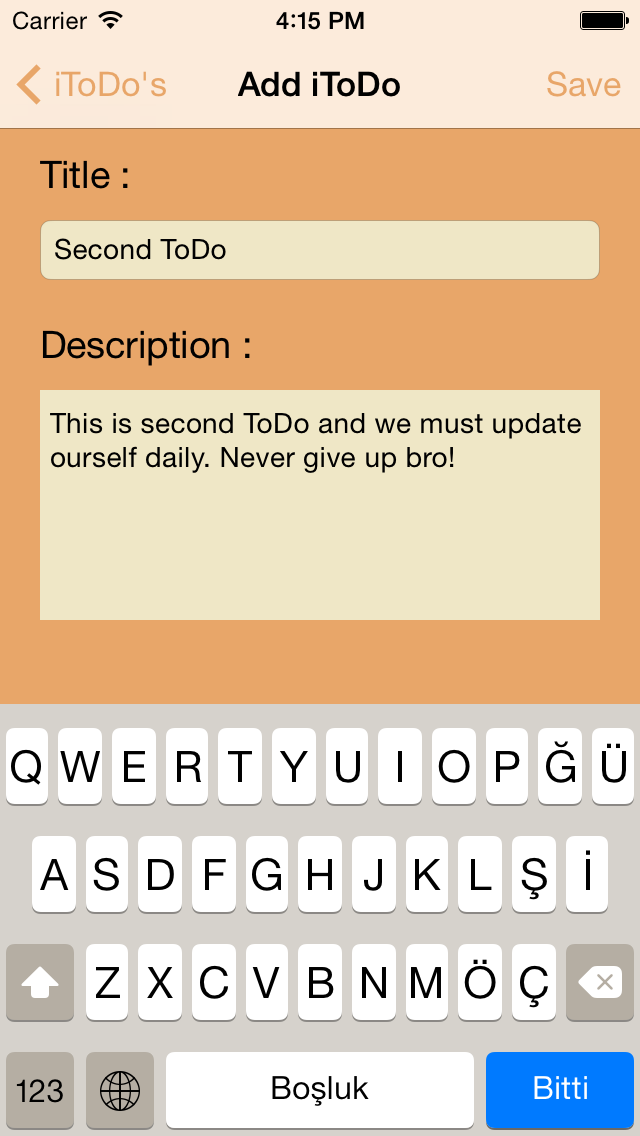 Carrier 4:15 PM
iToDo's Add iToDo Save
Title :
Second ToDo
Description :
This is second ToDo and we must update
ourself daily. Never give up bro!
Q W E R T Y U I O P Ğ Ü
A S D F G H J K L Ş İ
Z X C V B N M Ö Ç
123 Boşluk Bitti